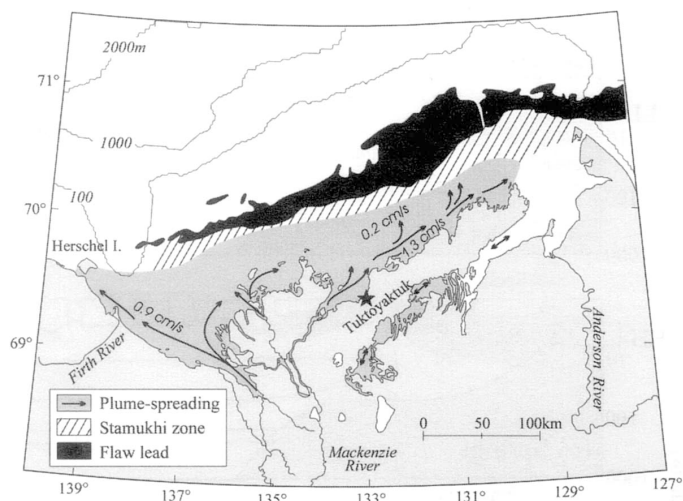 2000m
71°
1000
100
70°
Herschel I.
0.2 cm/s
1.3 cm/s
0.9 cm/s
Tuktoyaktuk
69°
Firth River
Anderson River
Plume-spreading
Stamukhi zone
Flaw lead
0 50 100km
Mackenzie
River
139° 137° 135° 133° 131° 129° 127°